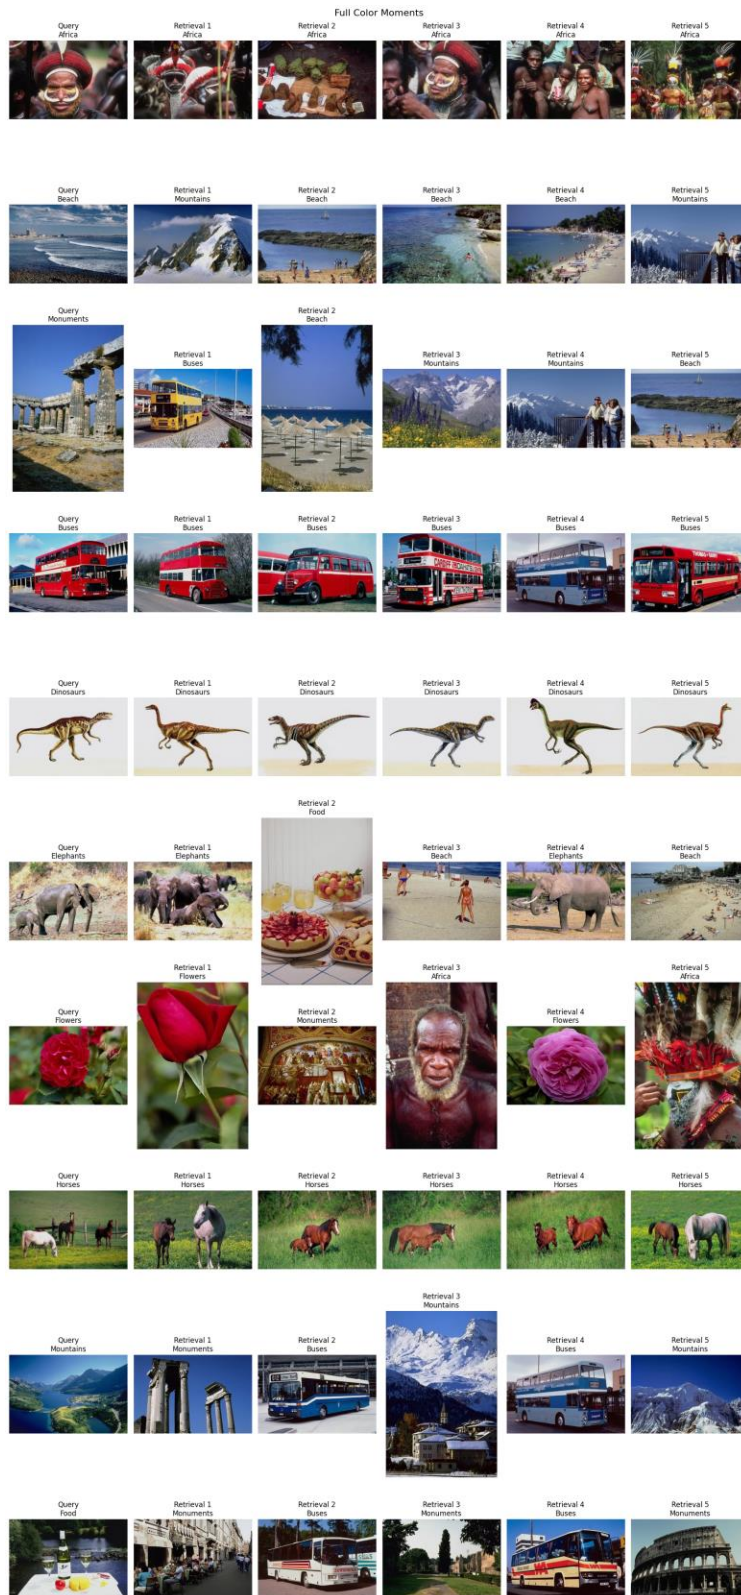 Full Color Moments
Query
Africa
Retrieval 1
Africa
Retrieval 2
Africa
Retrieval 3
Africa
Retrieval 4
Africa
Retrieval 5
Africa
Query
Beach
Retrieval 1
Mountains
Retrieval 2
Beach
Retrieval 3
Beach
Retrieval 4
Beach
Retrieval 5
Mountains
Query
Monuments
Retrieval 1
Buses
Retrieval 2
Beach
Retrieval 3
Mountains
Retrieval 4
Mountains
Retrieval 5
Beach
Query
Buses
Retrieval 1
Buses
Retrieval 2
Buses
Retrieval 3
Buses
Retrieval 4
Buses
Retrieval 5
Buses
Query
Dinosaurs
Retrieval 1
Dinosaurs
Retrieval 2
Dinosaurs
Retrieval 3
Dinosaurs
Retrieval 4
Dinosaurs
Retrieval 5
Dinosaurs
Query
Elephants
Retrieval 1
Elephants
Retrieval 2
Food
Retrieval 3
Beach
Retrieval 4
Elephants
Retrieval 5
Beach
Query
Flowers
Retrieval 1
Flowers
Retrieval 2
Monuments
Retrieval 3
Africa
Retrieval 4
Flowers
Retrieval 5
Africa
Query
Horses
Retrieval 1
Horses
Retrieval 2
Horses
Retrieval 3
Horses
Retrieval 4
Horses
Retrieval 5
Horses
Query
Mountains
Retrieval 1
Monuments
Retrieval 2
Buses
Retrieval 3
Mountains
Retrieval 4
Buses
Retrieval 5
Mountains
Query
Food
Retrieval 1
Monuments
Retrieval 2
Buses
Retrieval 3
Monuments
Retrieval 4
Buses
Retrieval 5
Monuments